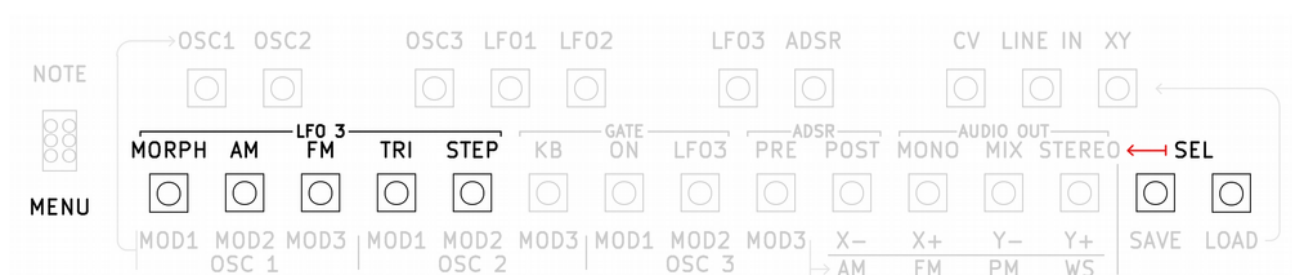 OSC1 OSC2 OSC3 LFO1 LFO2 LFO3 ADSR CV LINE IN XY
NOTE
LFO 3 GATE ADSR AUDIO OUT
MORPH AM FM TRI STEP KB ON LFO3 PRE POST MONO MIX STEREO SEL
MENU
MOD1 MOD2 MOD3 MOD1 MOD2 MOD3 MOD1 MOD2 MOD3 X- X+ Y- Y+ SAVE LOAD
OSC 1 OSC 2 OSC 3 AM FM PM WS